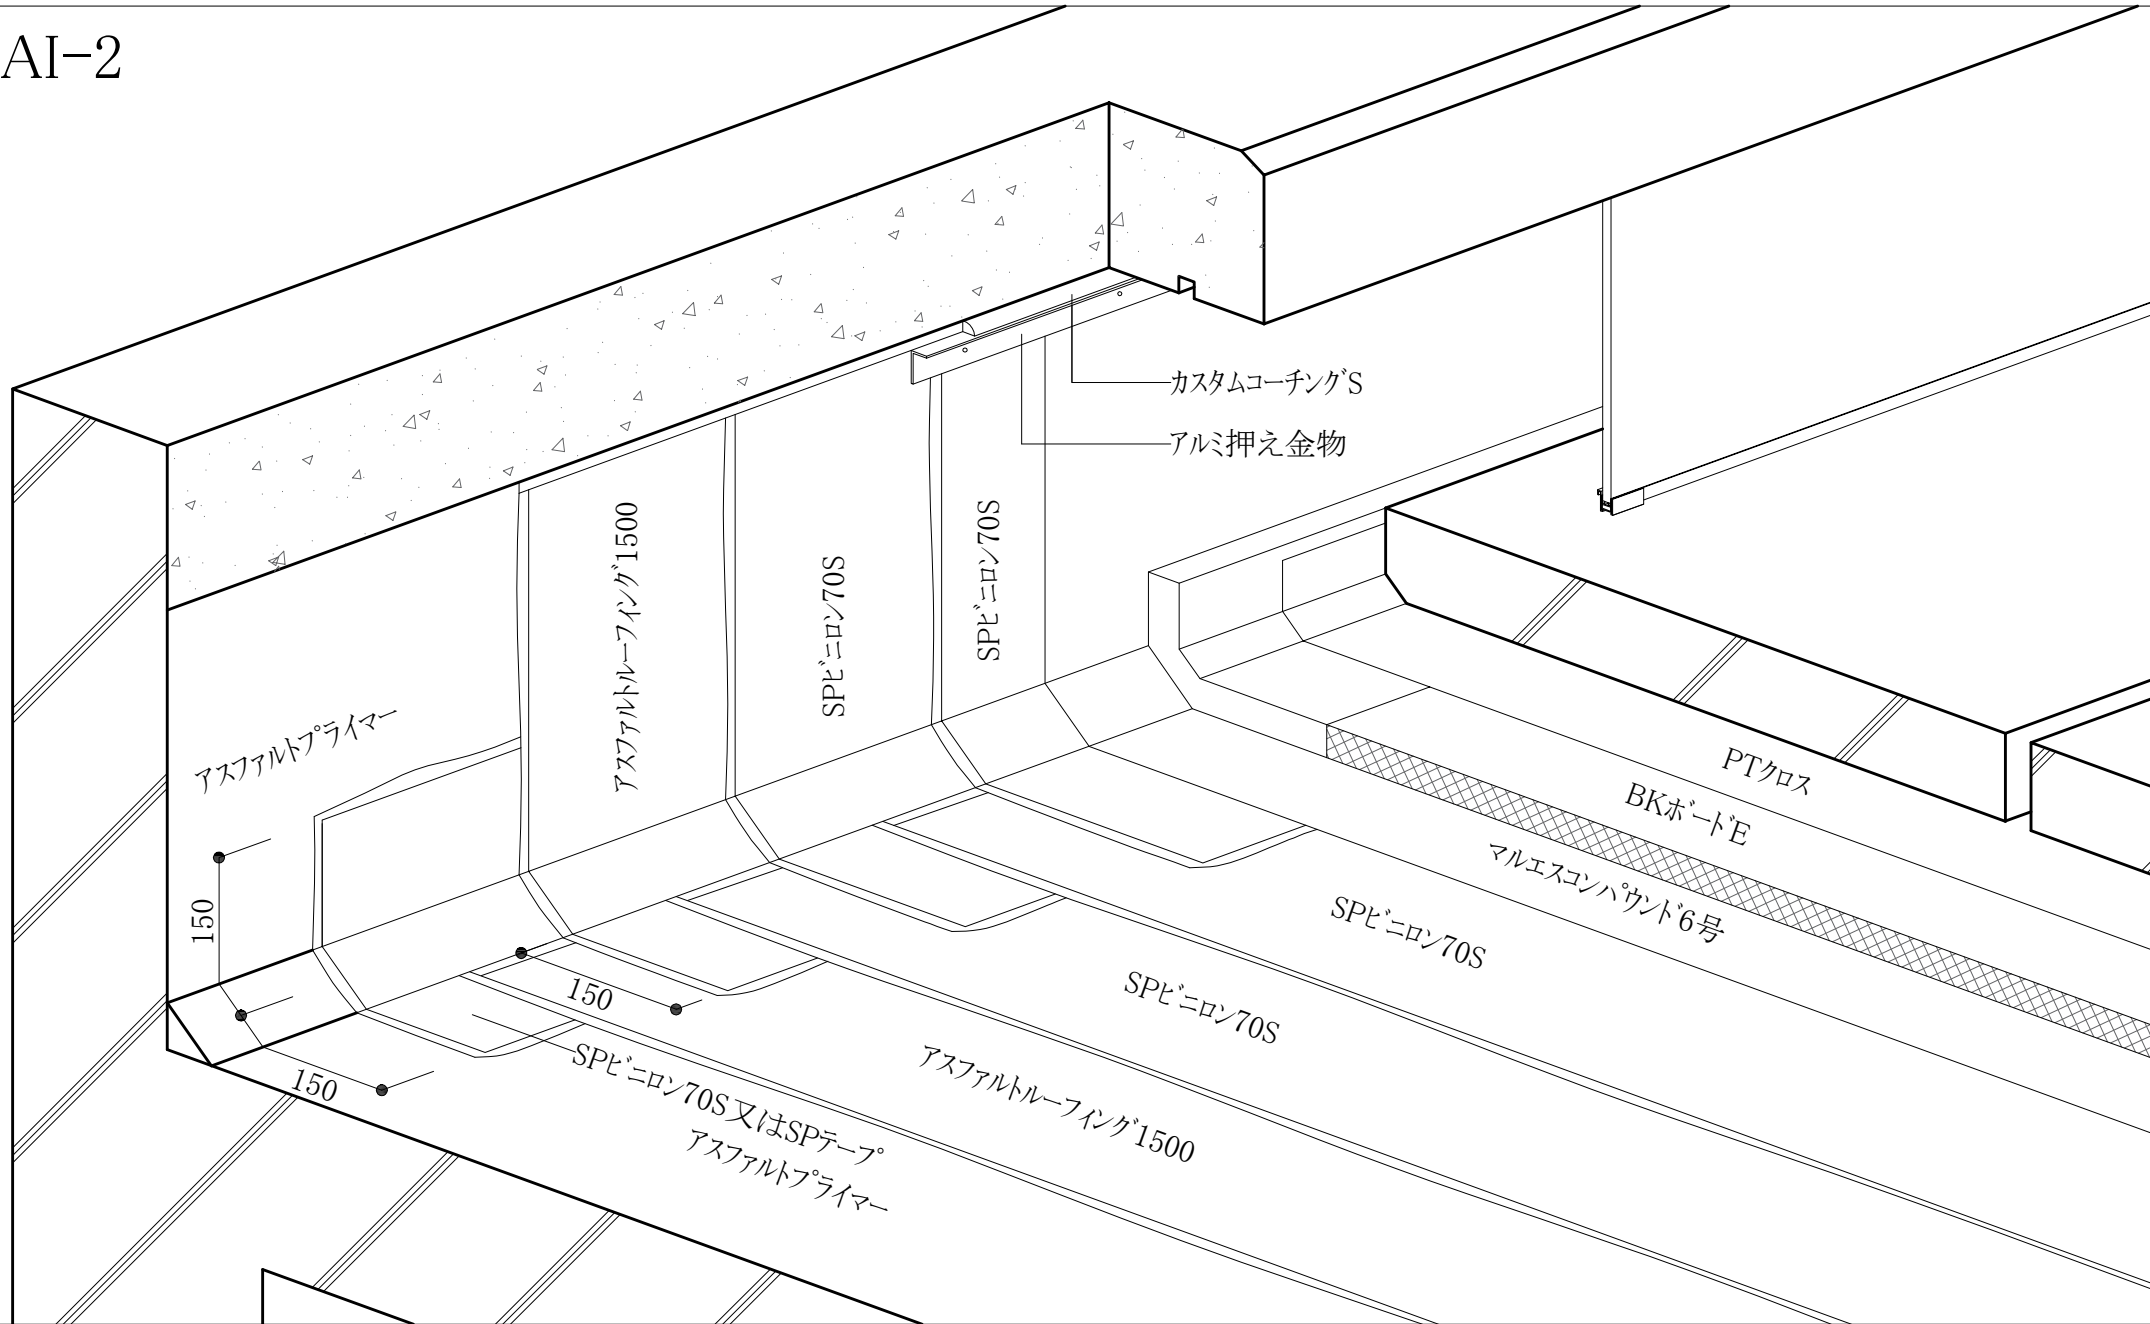 AI-2
カスタムコーチングS
アルミ押え金物
アスファルトルーフィング1500
SPビニロン70S
SPビニロン70S
アスファルトプライマー
150
150
150
PTクロス
BKボードE
マルエスコンパウンド6号
SPビニロン70S
SPビニロン70S
アスファルトルーフィング1500
SPビニロン70S又はSPテープ
アスファルトプライマー